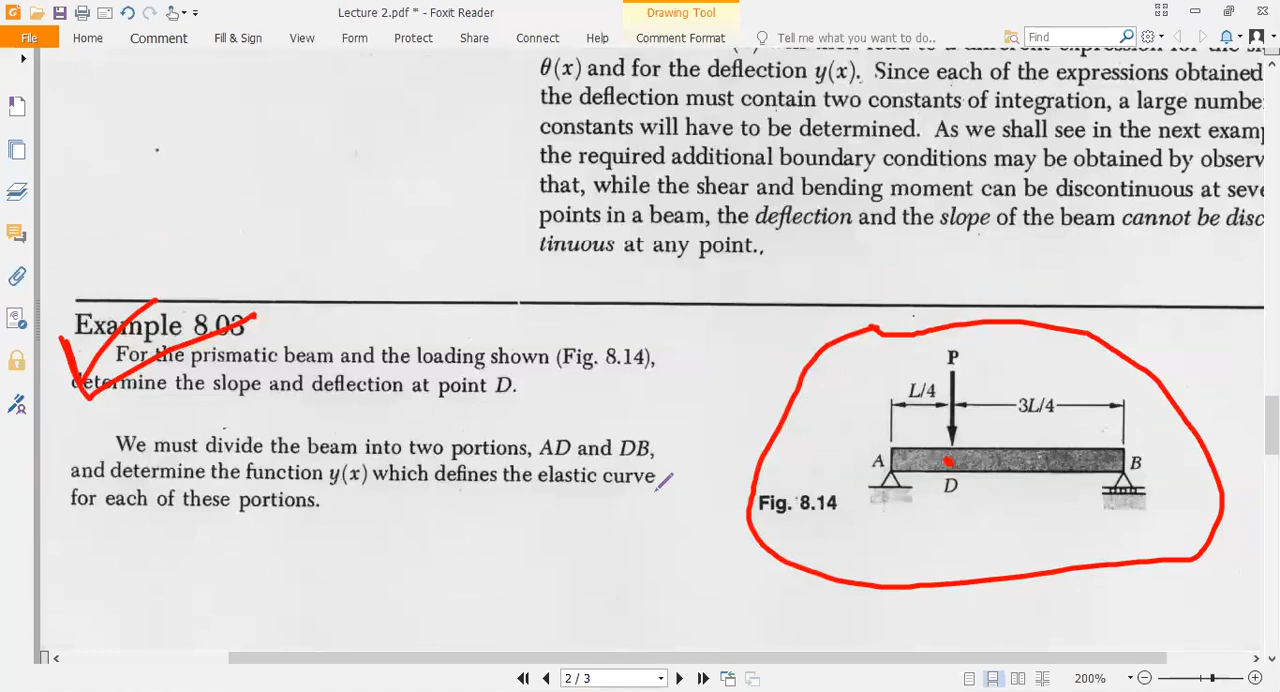 Lecture 2.pdf * - Foxit Reader
Drawing Tool
File Home Comment Fill & Sign View Form Protect Share Connect Help Comment Format Tell me what you want to do.. Find
θ(x) and for the deflection y(x). Since each of the expressions obtained
the deflection must contain two constants of integration, a large numbe
constants will have to be determined. As we shall see in the next examp
the required additional boundary conditions may be obtained by observ
that, while the shear and bending moment can be discontinuous at seve
points in a beam, the deflection and the slope of the beam cannot be disc
tinuous at any point.,
Example 8.03
For the prismatic beam and the loading shown (Fig. 8.14),
determine the slope and deflection at point D.
We must divide the beam into two portions, AD and DB,
and determine the function y(x) which defines the elastic curve
for each of these portions.
P
L/4
3L/4
A
B
D
Fig. 8.14
2 / 3
200%